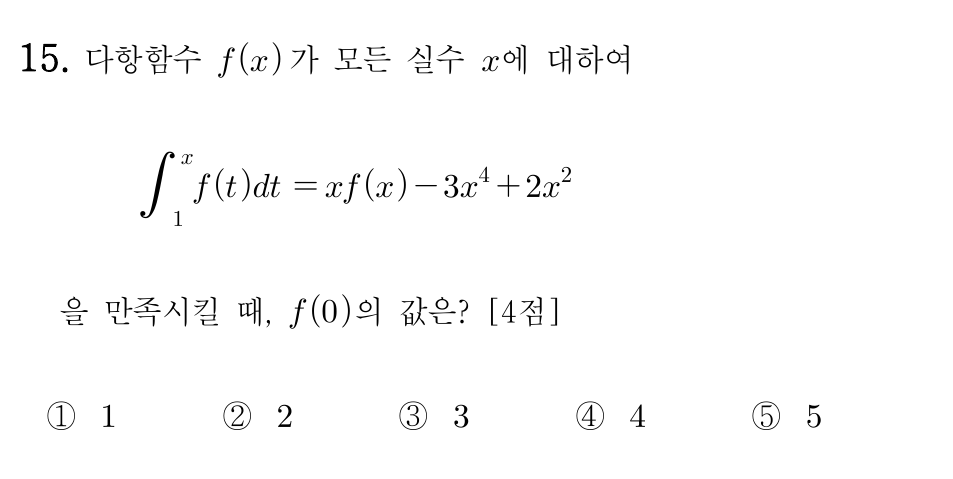 15. 다항함수 f(x)가 모든 실수 x에 대하여
∫₁ˣ f(t)dt = xf(x) − 3x⁴ + 2x²
을 만족시킬 때, f(0)의 값은? [4점]
① 1 ② 2 ③ 3 ④ 4 ⑤ 5